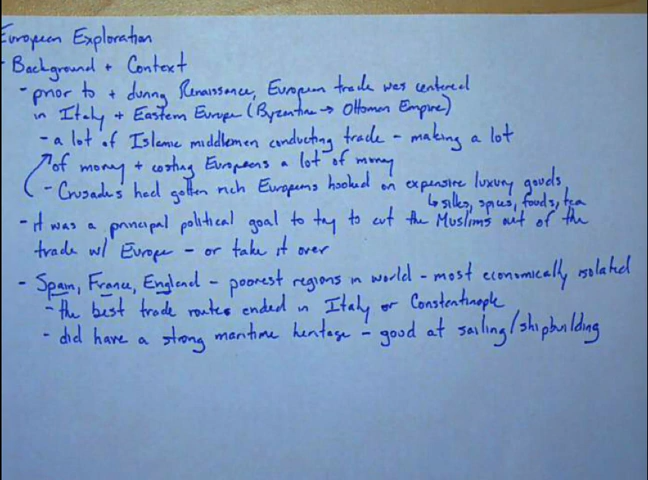 European Exploration
- Background + Context
- prior to + during Renaissance, European trade was centered
in Italy + Eastern Europe (Byzantine → Ottoman Empire)
- a lot of Islamic middlemen conducting trade - making a lot
of money + costing Europeans a lot of money
- Crusades had gotten rich Europeans hooked on expensive luxury goods
↳ silks, spices, foods, tea
- it was a principal political goal to try to cut the Muslims out of the
trade w/ Europe - or take it over
- Spain, France, England - poorest regions in world - most economically isolated
- the best trade routes ended in Italy or Constantinople
- did have a strong maritime heritage - good at sailing/shipbuilding